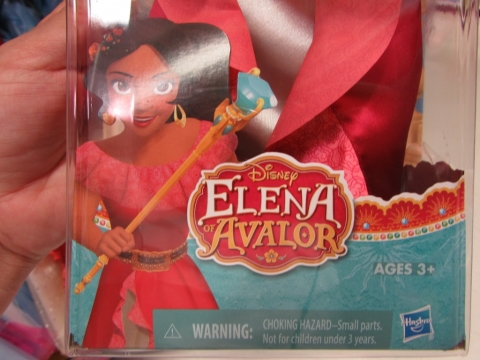 Disney
ELENA
OF AVALOR
AGES 3+
Hasbro
WARNING: CHOKING HAZARD–Small parts.
Not for children under 3 years.